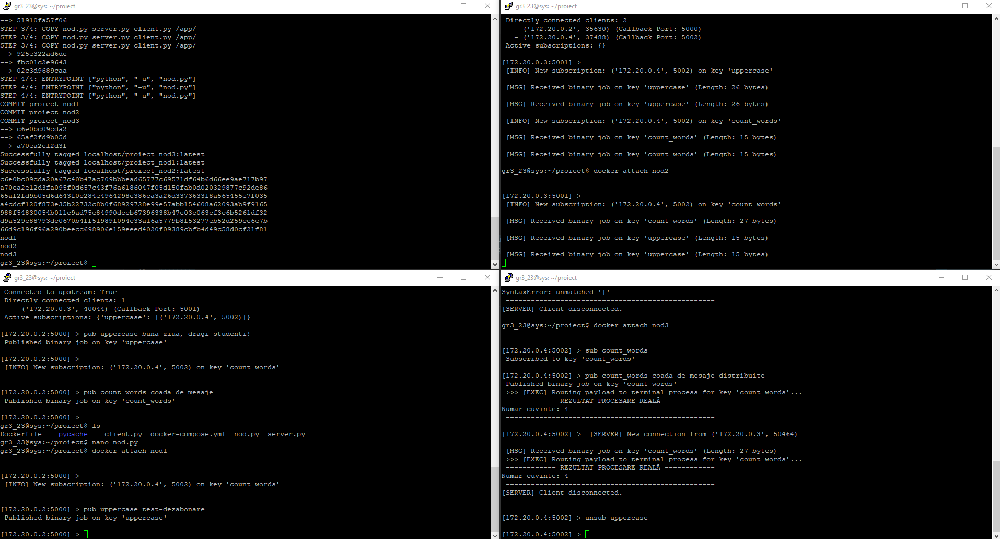 gr3_23@sys: ~/proiect
--> 51910fa57f06
STEP 3/4: COPY nod.py server.py client.py /app/
STEP 3/4: COPY nod.py server.py client.py /app/
STEP 3/4: COPY nod.py server.py client.py /app/
--> 925e322ad6de
--> fbc01c2e9643
--> 02c3d9689caa
STEP 4/4: ENTRYPOINT ["python", "-u", "nod.py"]
STEP 4/4: ENTRYPOINT ["python", "-u", "nod.py"]
STEP 4/4: ENTRYPOINT ["python", "-u", "nod.py"]
COMMIT proiect_nod1
COMMIT proiect_nod2
COMMIT proiect_nod3
--> c6e0bc09cda2
--> 65af2fd9b05d
--> a70ea2e12d3f
Successfully tagged localhost/proiect_nod3:latest
Successfully tagged localhost/proiect_nod1:latest
Successfully tagged localhost/proiect_nod2:latest
c6e0bc09cda20a67c40b47ac709bbbead65777c69571df64b6d66ee9ae717b97
a70ea2e12d3fa095f0d657c43f76a6186047f05d150fab0d020329877c92de86
65af2fd9b05d6d643f0c284e4964298e386ca3a26d337363318a565455e7f035
a4cdcf120f873e35b22732c8b0f68929728e99e57abb154608a62093ab9f9165
988f54830054b011c9ad75e84990dccb67396338b47e03c063cf3c6b5261df32
d9a529c88793dc0670b4ff51989f094c33a16a5779b8f53277eb52d259ce6e7b
66d9c196f96a290beecc698906e159eeed4020f09389cbfb4d49c58d0cf21f81
nod1
nod2
nod3
gr3_23@sys:~/proiect$
gr3_23@sys: ~/proiect
Directly connected clients: 2
- ('172.20.0.2', 35630) (Callback Port: 5000)
- ('172.20.0.4', 37488) (Callback Port: 5002)
Active subscriptions: {}
[172.20.0.3:5001] >
[INFO] New subscription: ('172.20.0.4', 5002) on key 'uppercase'
[MSG] Received binary job on key 'uppercase' (Length: 26 bytes)
[MSG] Received binary job on key 'uppercase' (Length: 26 bytes)
[INFO] New subscription: ('172.20.0.4', 5002) on key 'count_words'
[MSG] Received binary job on key 'count_words' (Length: 15 bytes)
[MSG] Received binary job on key 'count_words' (Length: 15 bytes)
gr3_23@sys:~/proiect$ docker attach nod2
[172.20.0.3:5001] >
[INFO] New subscription: ('172.20.0.4', 5002) on key 'count_words'
[MSG] Received binary job on key 'count_words' (Length: 27 bytes)
[MSG] Received binary job on key 'uppercase' (Length: 15 bytes)
[MSG] Received binary job on key 'uppercase' (Length: 15 bytes)
gr3_23@sys: ~/proiect
Connected to upstream: True
Directly connected clients: 1
- ('172.20.0.3', 40044) (Callback Port: 5001)
Active subscriptions: {'uppercase': [('172.20.0.4', 5002)]}
[172.20.0.2:5000] > pub uppercase buna ziua, dragi studenti!
Published binary job on key 'uppercase'
[172.20.0.2:5000] >
[INFO] New subscription: ('172.20.0.4', 5002) on key 'count_words'
[172.20.0.2:5000] > pub count_words coada de mesaje
Published binary job on key 'count_words'
[172.20.0.2:5000] >
gr3_23@sys:~/proiect$ ls
Dockerfile  __pycache__  client.py  docker-compose.yml  nod.py  server.py
gr3_23@sys:~/proiect$ nano nod.py
gr3_23@sys:~/proiect$ docker attach nod1
[172.20.0.2:5000] >
[INFO] New subscription: ('172.20.0.4', 5002) on key 'count_words'
[172.20.0.2:5000] > pub uppercase test-dezabonare
Published binary job on key 'uppercase'
[172.20.0.2:5000] >
gr3_23@sys: ~/proiect
SyntaxError: unmatched ']'
--------------------------------------------------
[SERVER] Client disconnected.
gr3_23@sys:~/proiect$ docker attach nod3
[172.20.0.4:5002] > sub count_words
Subscribed to key 'count_words'
[172.20.0.4:5002] > pub count_words coada de mesaje distribuite
Published binary job on key 'count_words'
>>> [EXEC] Routing payload to terminal process for key 'count_words'...
------------ REZULTAT PROCESARE REALĂ ------------
Numar cuvinte: 4
--------------------------------------------------
[172.20.0.4:5002] >  [SERVER] New connection from ('172.20.0.3', 50464)
[MSG] Received binary job on key 'count_words' (Length: 27 bytes)
>>> [EXEC] Routing payload to terminal process for key 'count_words'...
------------ REZULTAT PROCESARE REALĂ ------------
Numar cuvinte: 4
--------------------------------------------------
[SERVER] Client disconnected.
[172.20.0.4:5002] > unsub uppercase
[172.20.0.4:5002] >